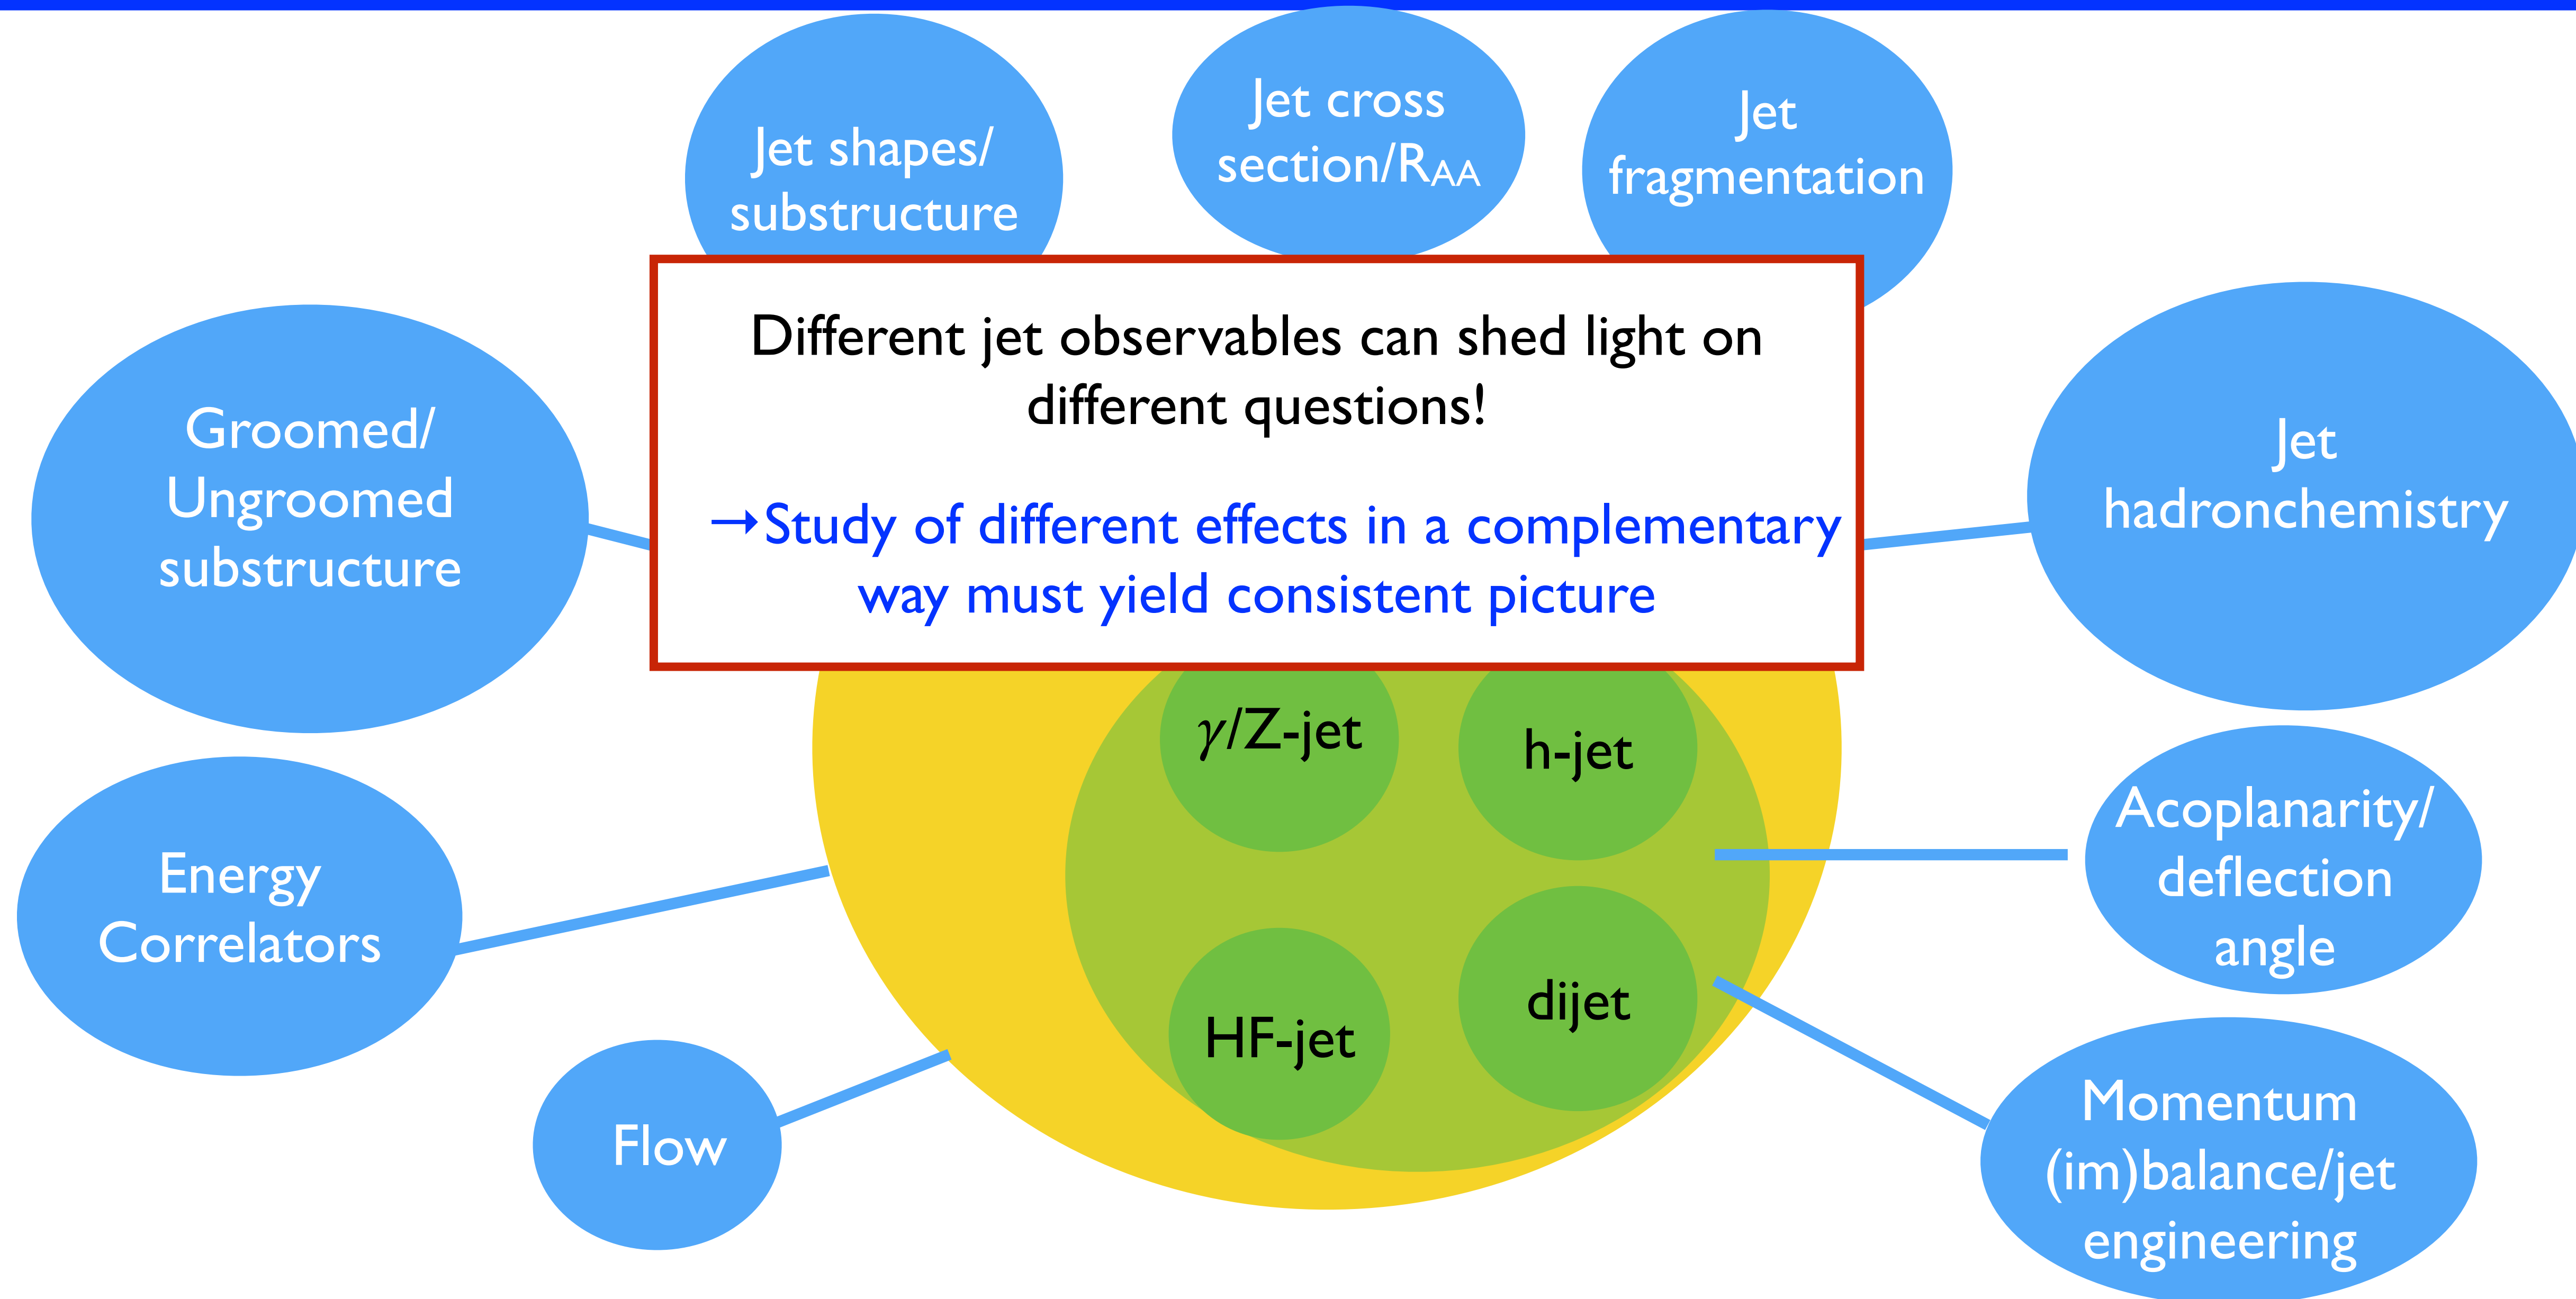 Jet shapes/
substructure
Jet cross
section/RAA
Jet
fragmentation
Groomed/
Ungroomed
substructure
Different jet observables can shed light on
different questions!
→Study of different effects in a complementary
way must yield consistent picture
Jet
hadronchemistry
γ/Z-jet
h-jet
HF-jet
dijet
Energy
Correlators
Flow
Acoplanarity/
deflection
angle
Momentum
(im)balance/jet
engineering